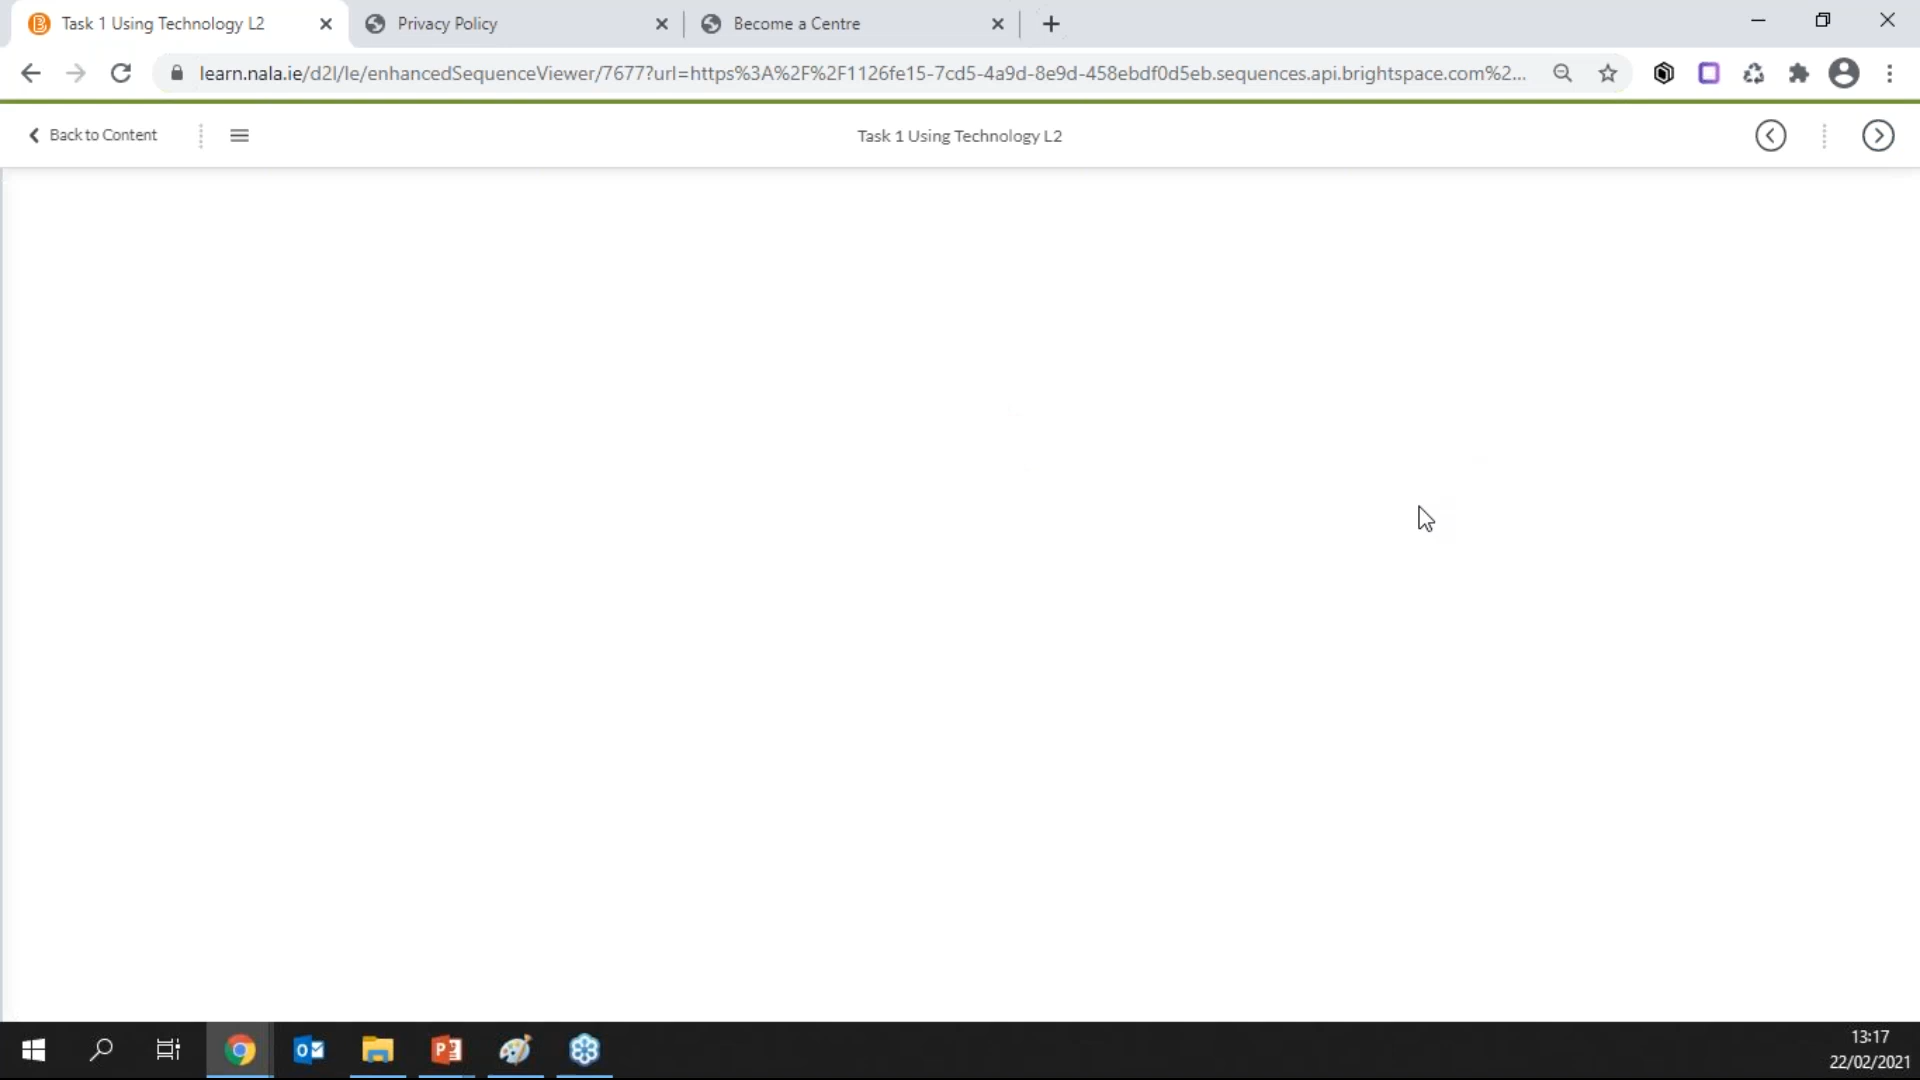 Task 1 Using Technology L2
Privacy Policy
Become a Centre
learn.nala.ie/d2l/le/enhancedSequenceViewer/7677?url=https%3A%2F%2F1126fe15-7cd5-4a9d-8e9d-458ebdf0d5eb.sequences.api.brightspace.com%2...
Back to Content
Task 1 Using Technology L2
13:17
22/02/2021